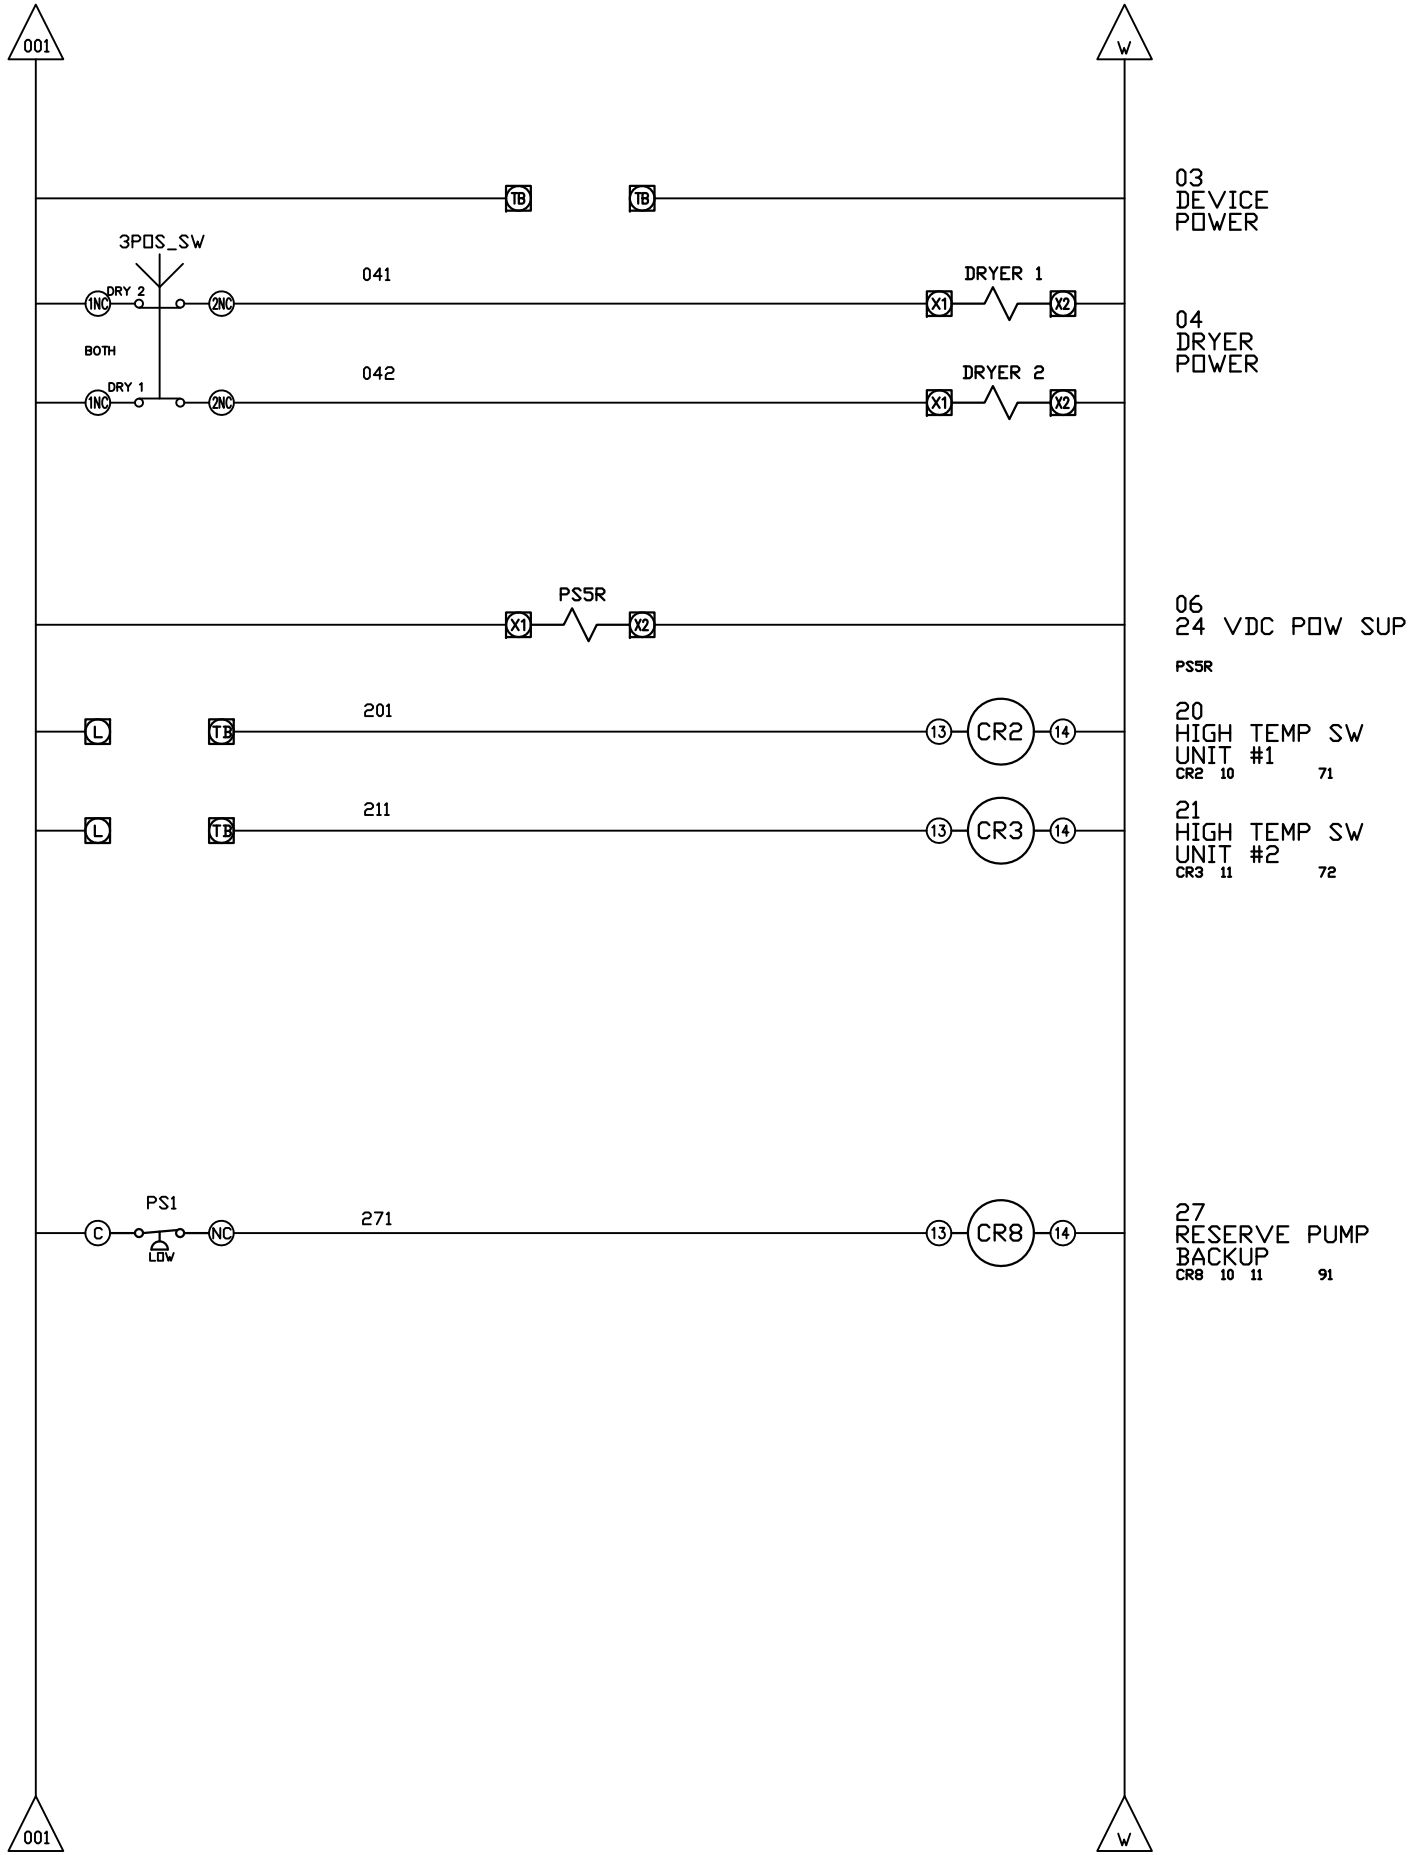 001
W
TB
TB
03
DEVICE
POWER
3POS_SW
041
DRYER 1
1NC
DRY 2
2NC
X1
X2
04
DRYER
POWER
BOTH
042
DRYER 2
1NC
DRY 1
2NC
X1
X2
PS5R
X1
X2
06
24 VDC POW SUP
PS5R
201
L
TB
13
CR2
14
20
HIGH TEMP SW
UNIT #1
CR2 10 71
211
L
TB
13
CR3
14
21
HIGH TEMP SW
UNIT #2
CR3 11 72
PS1
271
C
NC
LOW
13
CR8
14
27
RESERVE PUMP
BACKUP
CR8 10 11 91
001
W